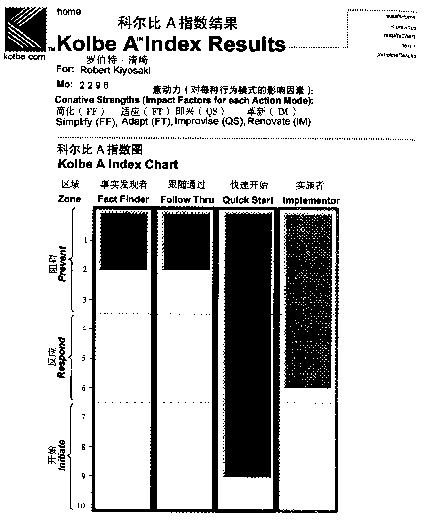 home
科尔比 A 指数结果
Kolbe A™ Index Results
kolbe.com
罗伯特·清崎
For: Robert Kiyosaki
Mo: 2296
意动力（对每种行为模式的影响因素）:
Conative Strengths (Impact Factors for each Action Mode):
简化（FF） 适应（FT）即兴（QS） 革新（IM）
Simplify (FF), Adapt (FT), Improvise (QS), Renovate (IM)
科尔比 A 指数图
Kolbe A Index Chart
区域 事实发现者 跟随通过 快速开始 实施者
Zone Fact Finder Follow Thru Quick Start Implementor
1
阻碍 Prevent
2
3
4
反应 Respond
5
6
7
开始 Initiate
8
9
10